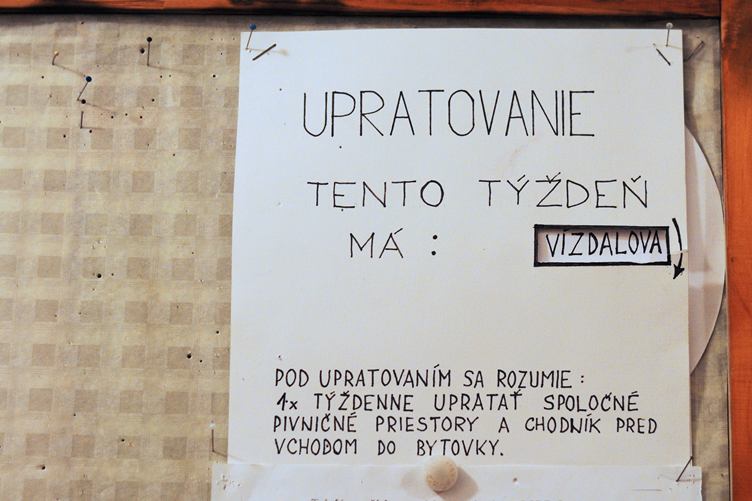 UPRATOVANIE
TENTO TÝŽDEŇ
MÁ : VÍZDALOVA
POD UPRATOVANÍM SA ROZUMIE :
1x TÝŽDENNE UPRATAŤ SPOLOČNÉ
PIVNIČNÉ PRIESTORY A CHODNÍK PRED
VCHODOM DO BYTOVKY.